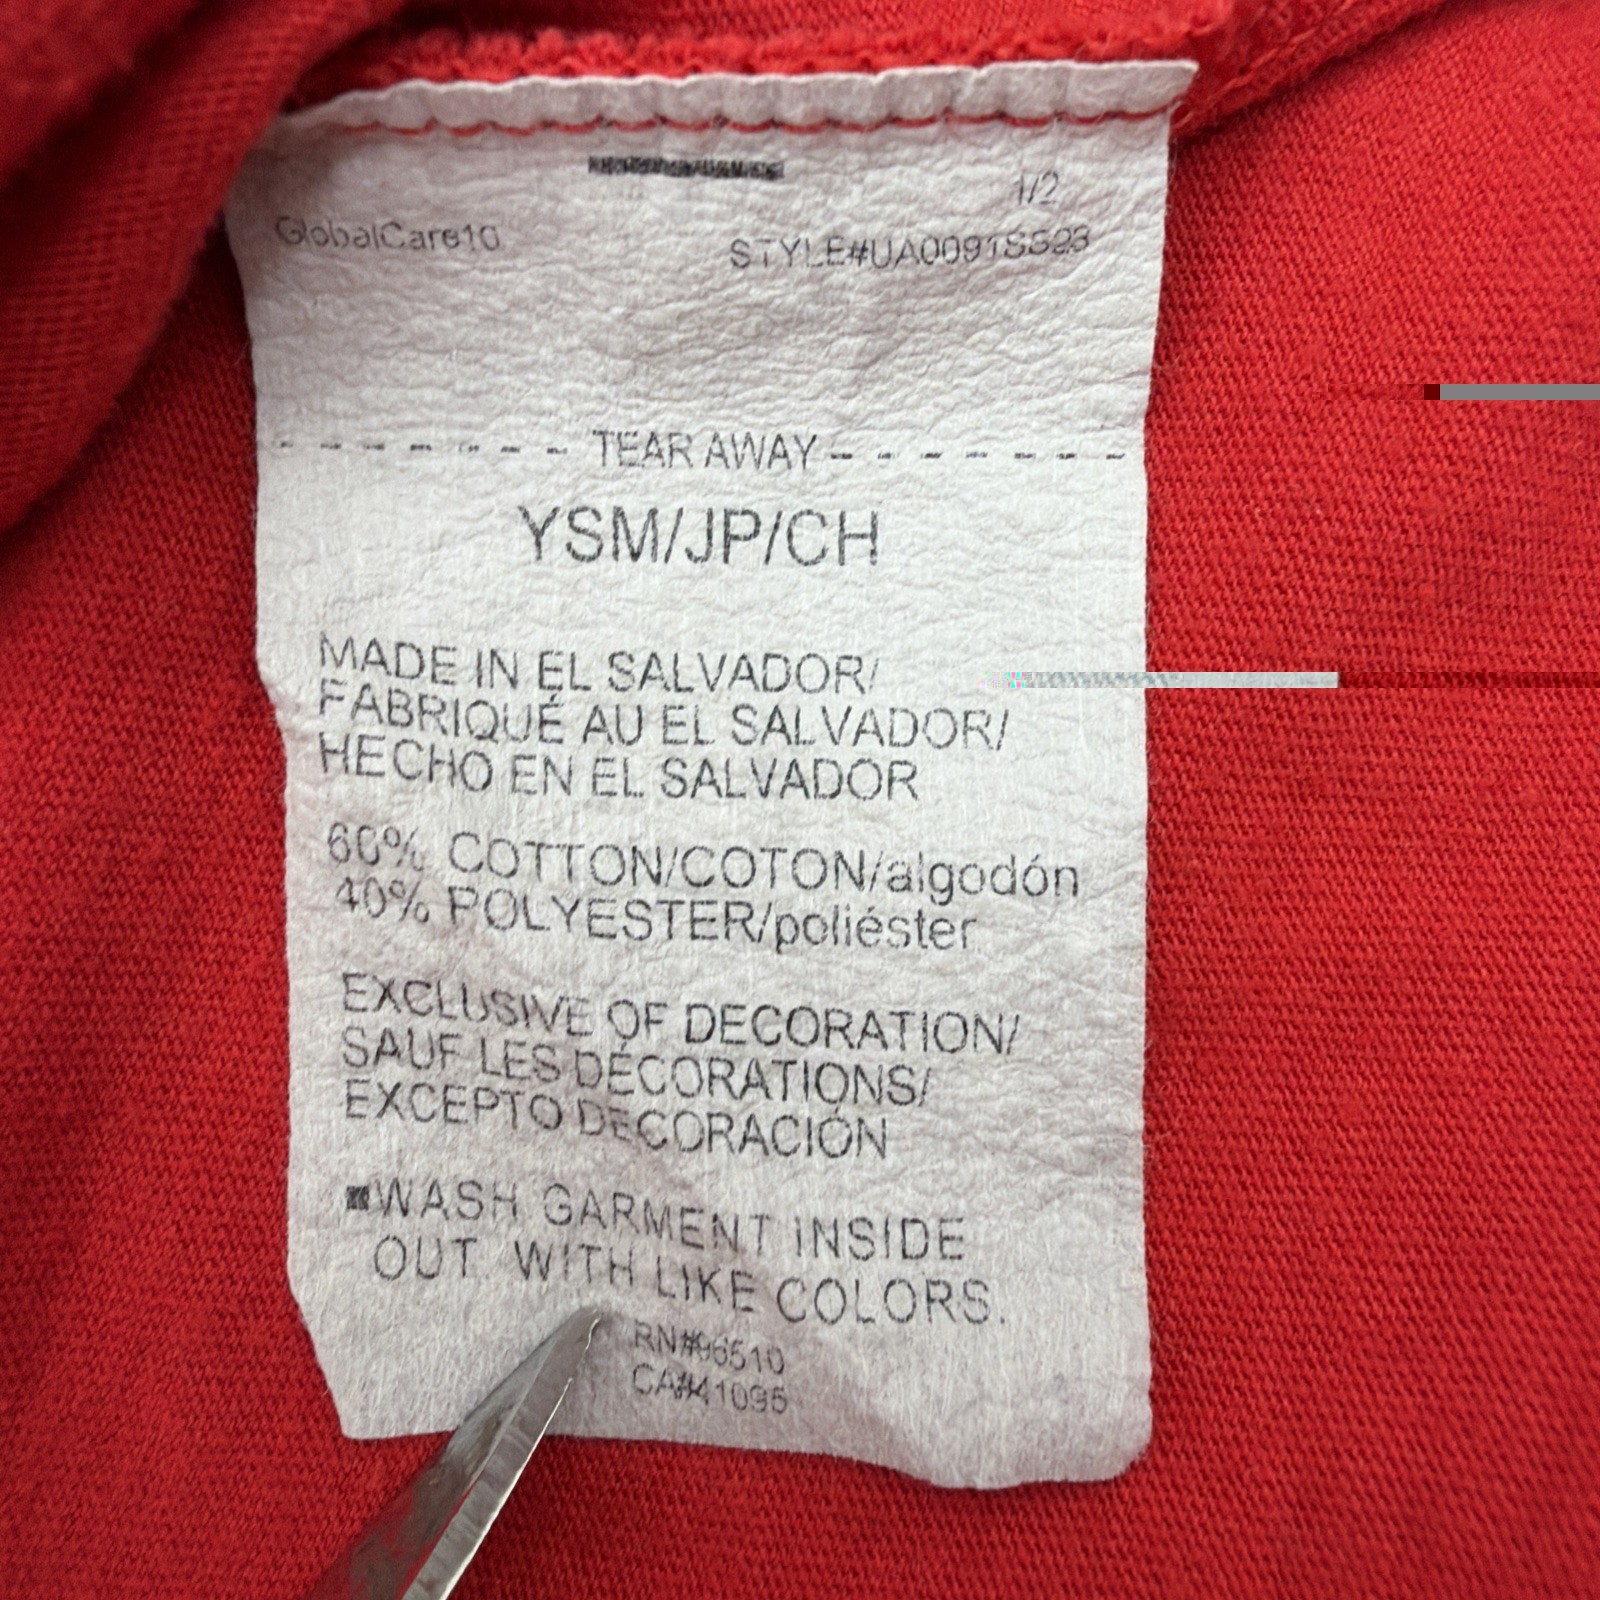 1/2
GlobalCare10
STYLE#UA0091SS23
- - - - - - - - TEAR AWAY - - - - - - - -
YSM/JP/CH
MADE IN EL SALVADOR/
FABRIQUÉ AU EL SALVADOR/
HECHO EN EL SALVADOR
60% COTTON/COTON/algodón
40% POLYESTER/poliéster
EXCLUSIVE OF DECORATION/
SAUF LES DÉCORATIONS/
EXCEPTO DECORACIÓN
■WASH GARMENT INSIDE
OUT, WITH LIKE COLORS.
RN#96510
CA#41095